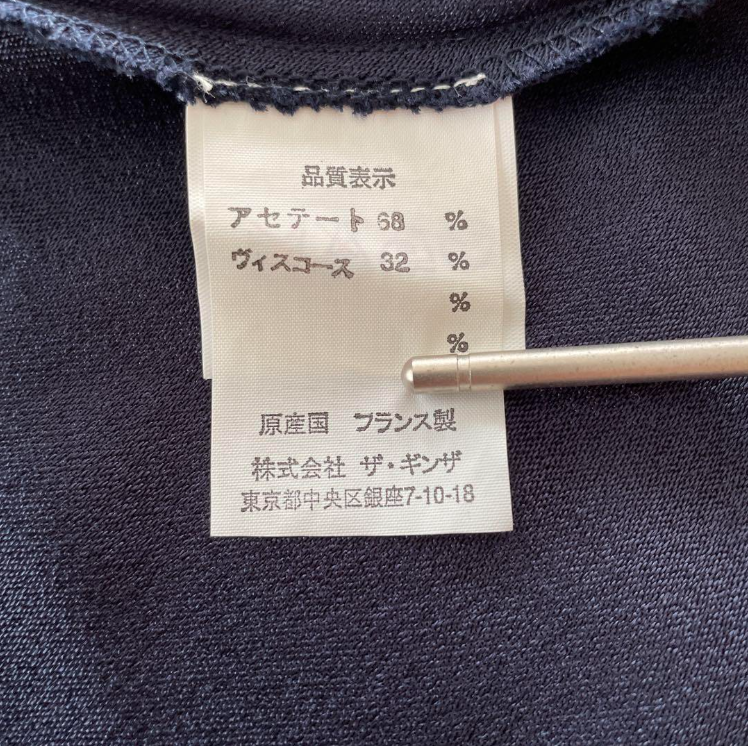 品質表示
アセテート 68 %
ヴィスコース 32 %
%
%
原産国 フランス製
株式会社 ザ・ギンザ
東京都中央区銀座7-10-18